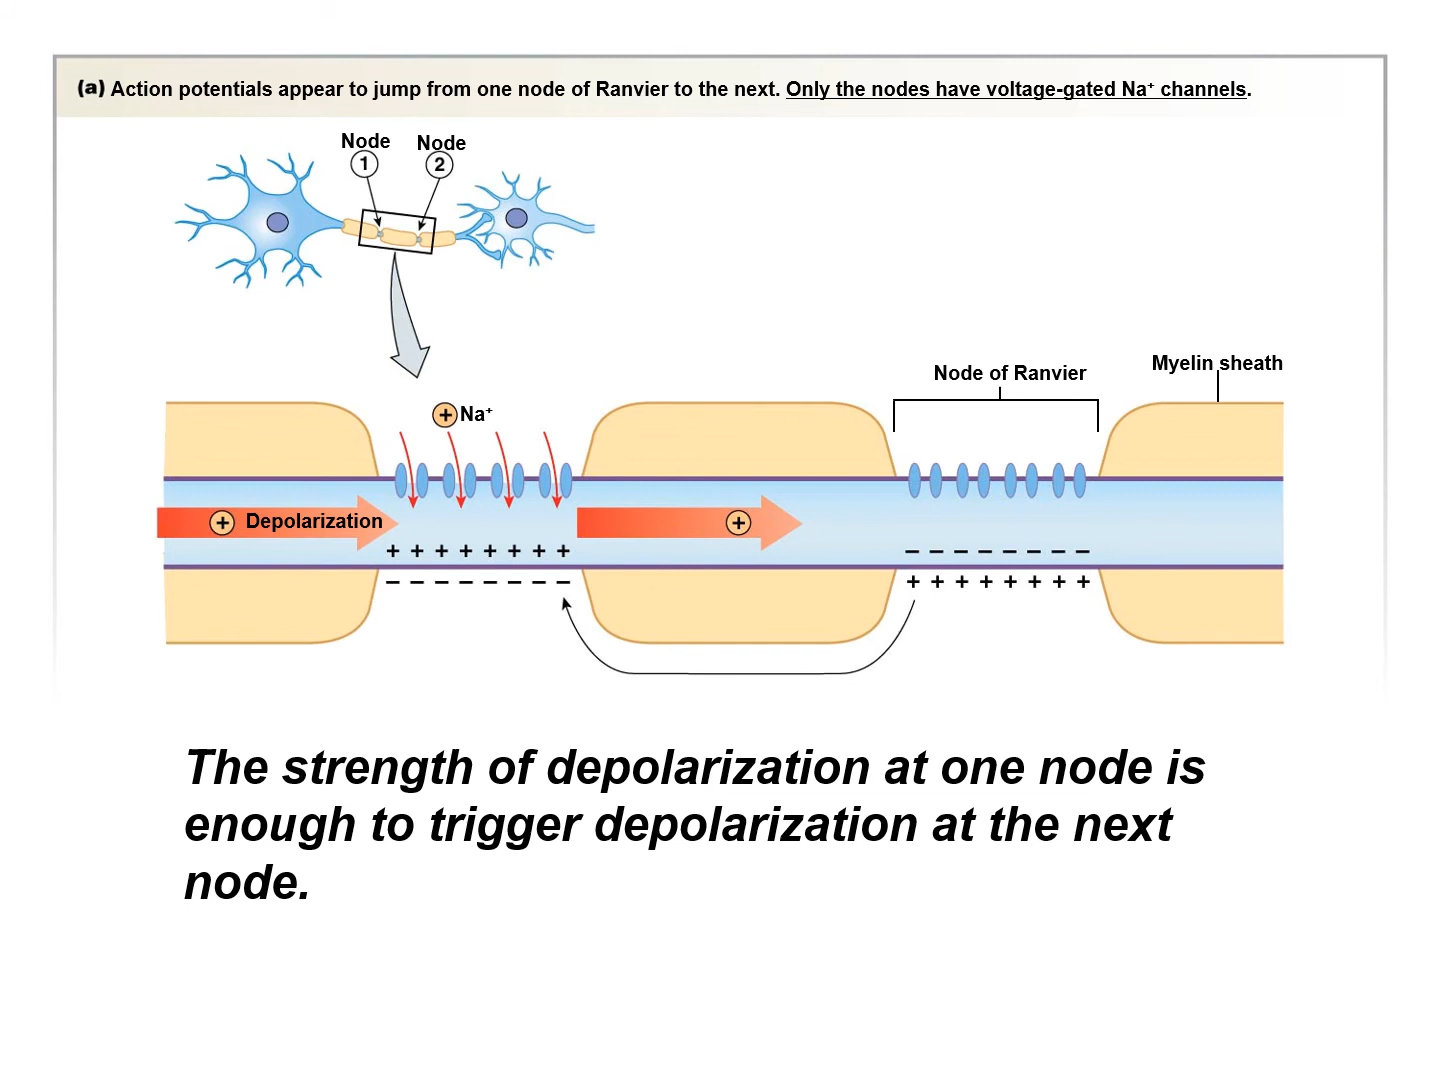 (a) Action potentials appear to jump from one node of Ranvier to the next. Only the nodes have voltage-gated Na⁺ channels.
Node Node
1 2
Node of Ranvier
Myelin sheath
+ Na⁺
+ Depolarization
+
+ + + + + + + +
– – – – – – – –
– – – – – – – –
+ + + + + + + +
The strength of depolarization at one node is
enough to trigger depolarization at the next
node.